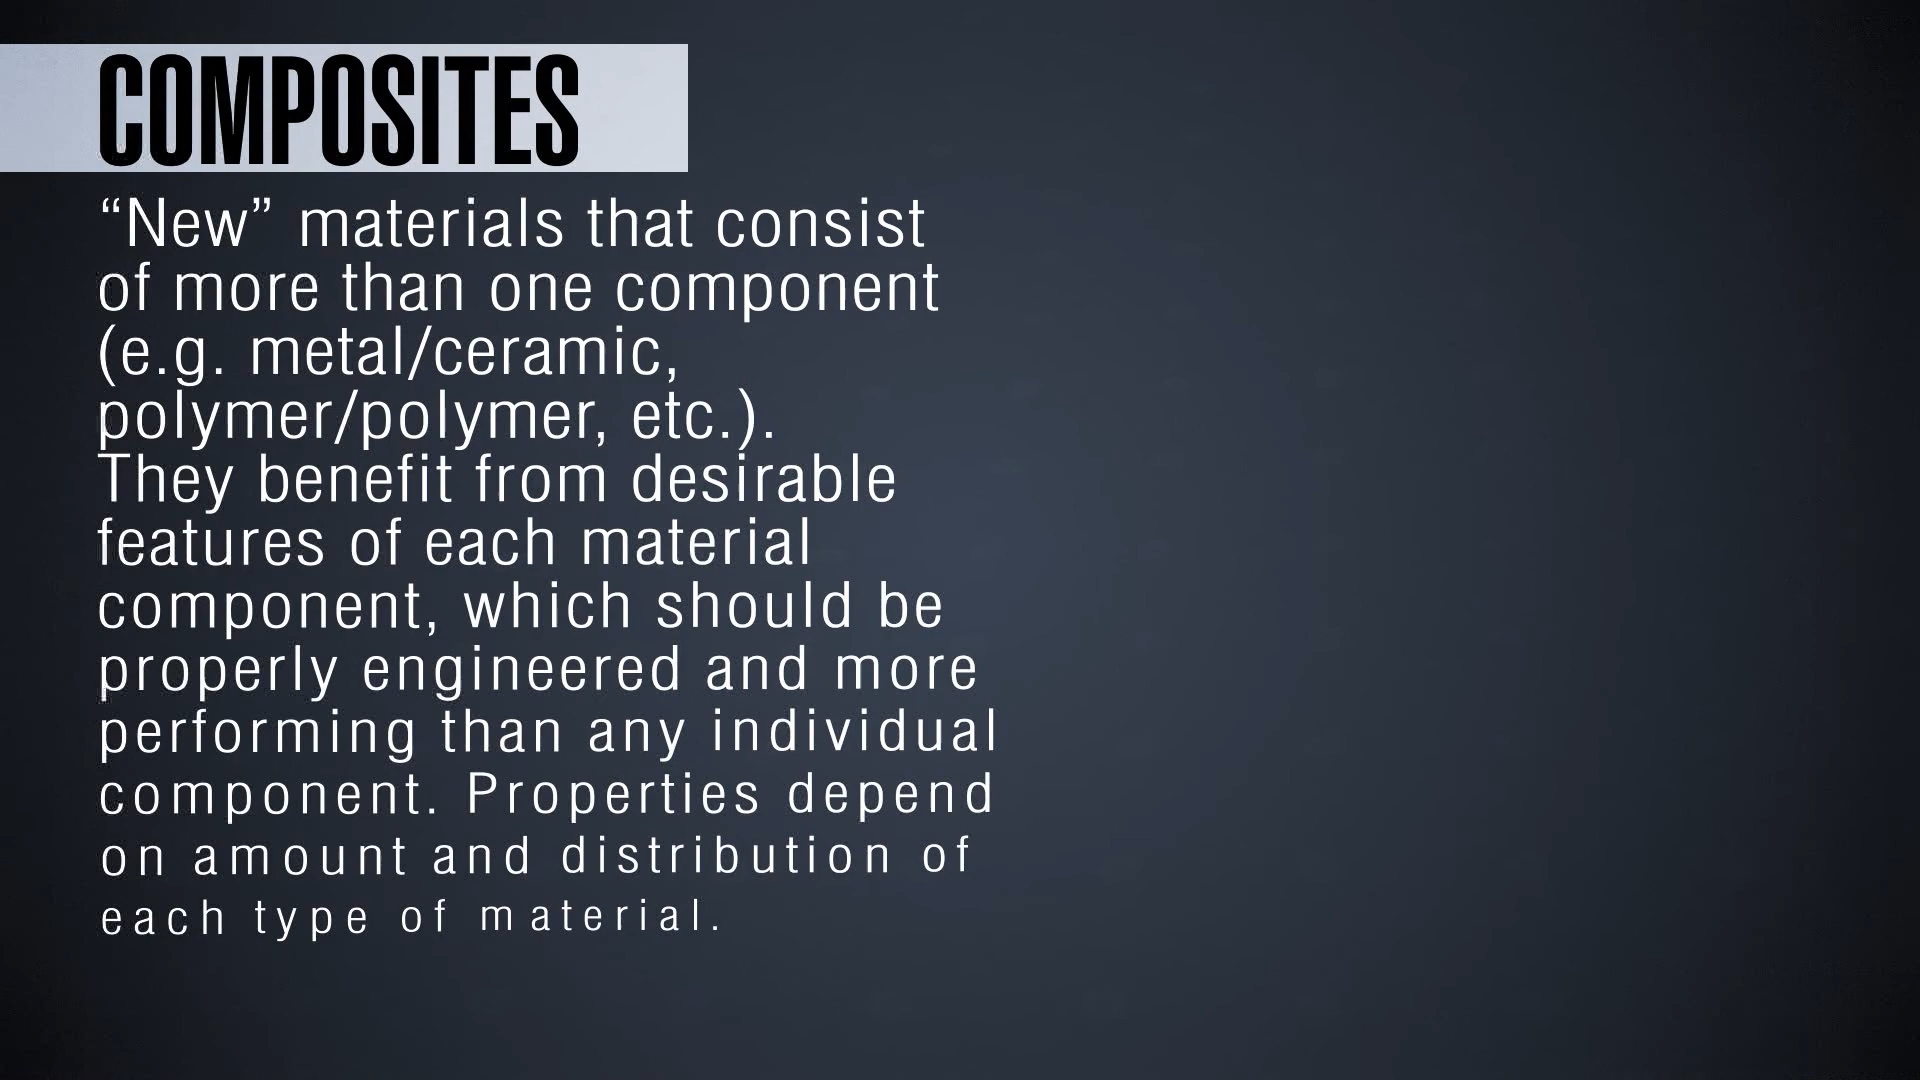 COMPOSITES
“New” materials that consist
of more than one component
(e.g. metal/ceramic,
polymer/polymer, etc.).
They benefit from desirable
features of each material
component, which should be
properly engineered and more
performing than any individual
component. Properties depend
on amount and distribution of
each type of material.